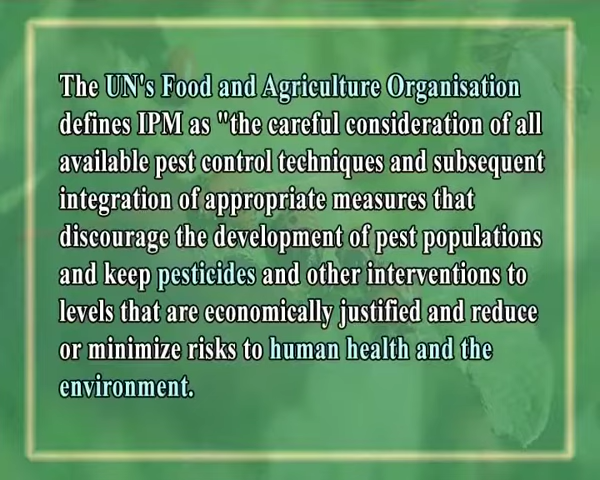 The UN's Food and Agriculture Organisation
defines IPM as "the careful consideration of all
available pest control techniques and subsequent
integration of appropriate measures that
discourage the development of pest populations
and keep pesticides and other interventions to
levels that are economically justified and reduce
or minimize risks to human health and the
environment.